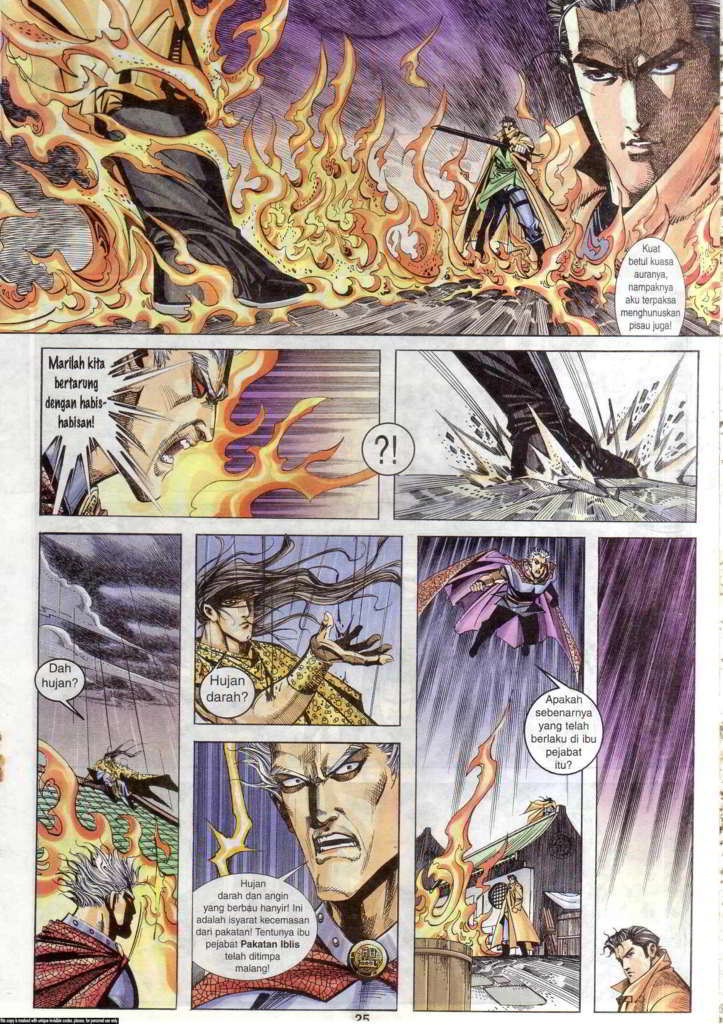 Kuat
betul kuasa
auranya,
nampaknya
aku terpaksa
menghunuskan
pisau juga!
Marilah kita
bertarung
dengan habis-
habisan!
?!
Dah
hujan?
Hujan
darah?
Hujan
darah dan angin
yang berbau hanyir! Ini
adalah isyarat kecemasan
dari pakatan! Tentunya ibu
pejabat Pakatan Iblis
telah ditimpa
malang!
Apakah
sebenarnya
yang telah
berlaku di ibu
pejabat
itu?
25